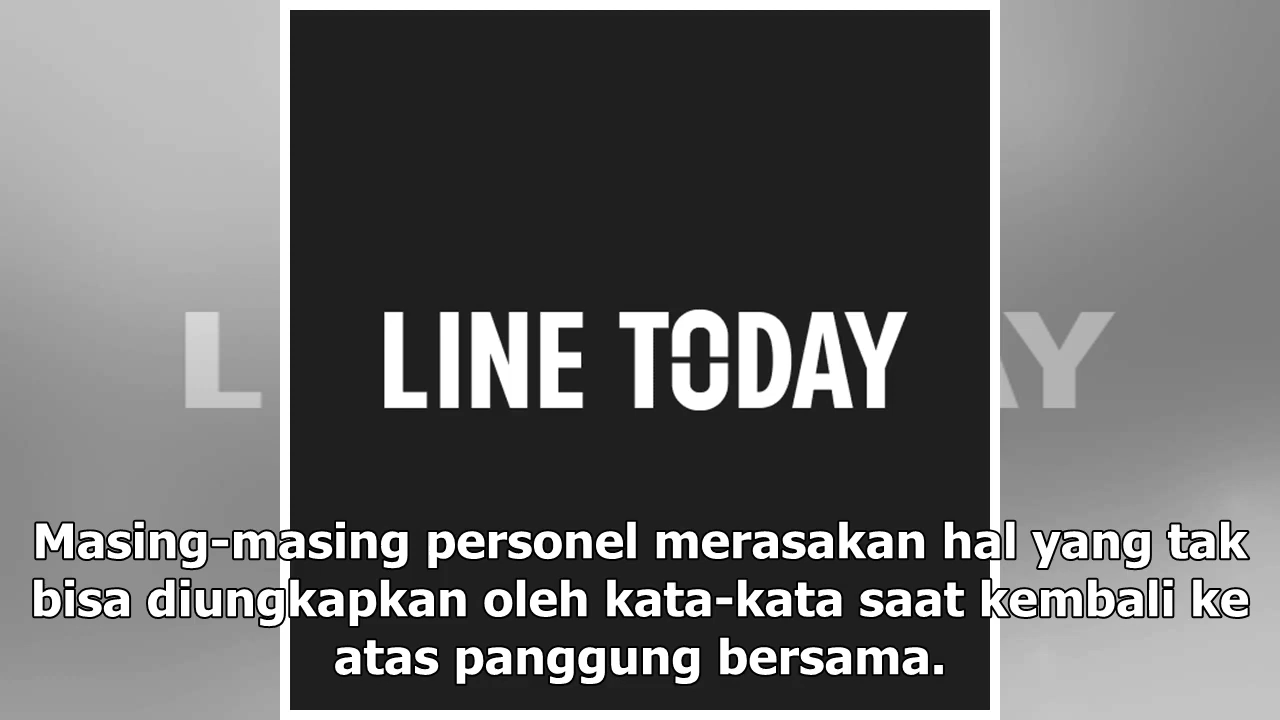 LINE TODAY
L AY
Masing-masing personel merasakan hal yang tak
bisa diungkapkan oleh kata-kata saat kembali ke
atas panggung bersama.